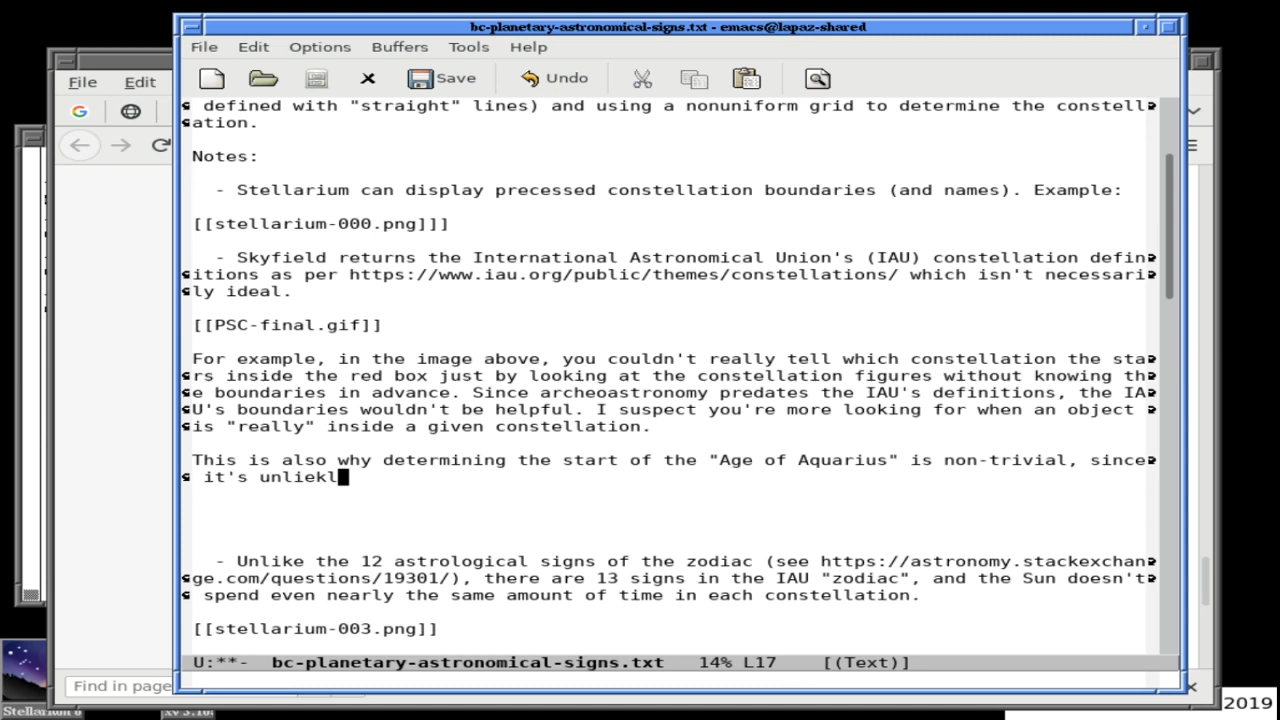 bc-planetary-astronomical-signs.txt - emacs@lapaz-shared
File Edit Options Buffers Tools Help
File Edit
Save Undo
defined with "straight" lines) and using a nonuniform grid to determine the constell
ation.
Notes:
- Stellarium can display precessed constellation boundaries (and names). Example:
[[stellarium-000.png]]]
- Skyfield returns the International Astronomical Union's (IAU) constellation defin
itions as per https://www.iau.org/public/themes/constellations/ which isn't necessari
ly ideal.
[[PSC-final.gif]]
For example, in the image above, you couldn't really tell which constellation the sta
rs inside the red box just by looking at the constellation figures without knowing th
e boundaries in advance. Since archeoastronomy predates the IAU's definitions, the IA
U's boundaries wouldn't be helpful. I suspect you're more looking for when an object
is "really" inside a given constellation.
This is also why determining the start of the "Age of Aquarius" is non-trivial, since
it's unliekl
- Unlike the 12 astrological signs of the zodiac (see https://astronomy.stackexchan
ge.com/questions/19301/), there are 13 signs in the IAU "zodiac", and the Sun doesn't
spend even nearly the same amount of time in each constellation.
[[stellarium-003.png]]
U:**- bc-planetary-astronomical-signs.txt 14% L17 [(Text)]
Find in page
2019
Stellarium 0